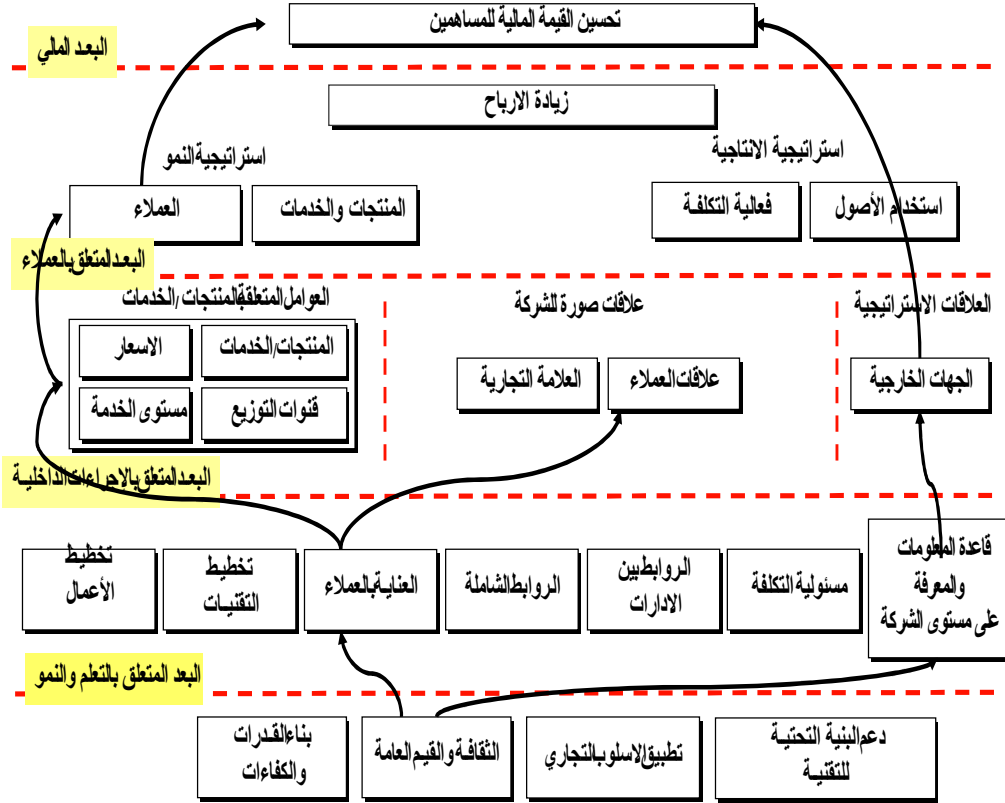 تحسين القيمة المالية للمساهمين
البعد المالي
زيادة الارباح
استراتيجية الانتاجية
استراتيجية النمو
استخدام الأصول
فعالية التكلفة
المنتجات والخدمات
العملاء
البعد المتعلق بالعملاء
العلاقات الاستراتيجية
علاقات صورة للشركة
العوامل المتعلقة بالمنتجات /الخدمات
المنتجات/الخدمات
الاسعار
الجهات الخارجية
علاقات العملاء
العلامة التجارية
قنوات التوزيع
مستوى الخدمة
البعد المتعلق بالاجراءات الداخلية
قاعدة المعلومات
والمعرفة
على مستوى الشركة
مسئولية التكلفة
الروابط بين
الادارات
الروابط الشاملة
العناية بالعملاء
تخطيط
التقنيات
تخطيط
الأعمال
البعد المتعلق بالتعلم والنمو
دعم البنية التحتية
للتقنية
تطبيق الاسلوب التجاري
الثقافة والقيم العامة
بناء القدرات
والكفاءات